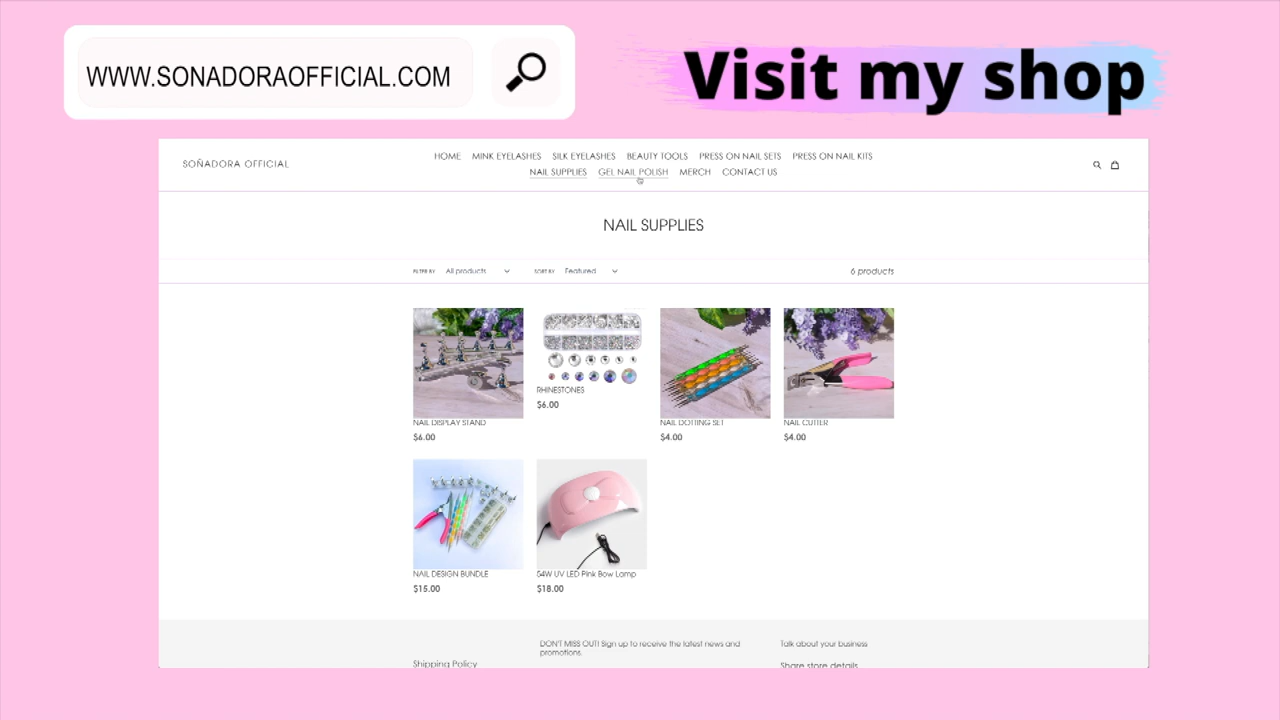 WWW.SONADORAOFFICIAL.COM
Visit my shop
SOÑADORA OFFICIAL
HOME MINK EYELASHES SILK EYELASHES BEAUTY TOOLS PRESS ON NAIL SETS PRESS ON NAIL KITS
NAIL SUPPLIES GEL NAIL POLISH MERCH CONTACT US
NAIL SUPPLIES
FILTER BY All products SORT BY Featured 6 products
NAIL DISPLAY STAND
$6.00
RHINESTONES
$6.00
NAIL DOTTING SET
$4.00
NAIL CUTTER
$4.00
NAIL DESIGN BUNDLE
$15.00
54W UV LED Pink Bow Lamp
$18.00
Shipping Policy
DON'T MISS OUT! Sign up to receive the latest news and
promotions.
Talk about your business
Share store details